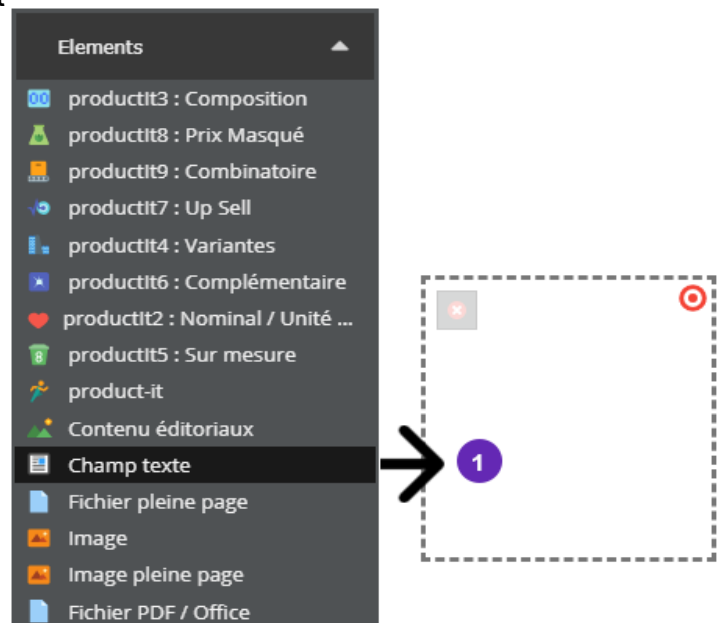 Elements
productIt3 : Composition
productIt8 : Prix Masqué
productIt9 : Combinatoire
productIt7 : Up Sell
productIt4 : Variantes
productIt6 : Complémentaire
productIt2 : Nominal / Unité ...
productIt5 : Sur mesure
product-it
Contenu éditoriaux
Champ texte
1
Fichier pleine page
Image
Image pleine page
Fichier PDF / Office